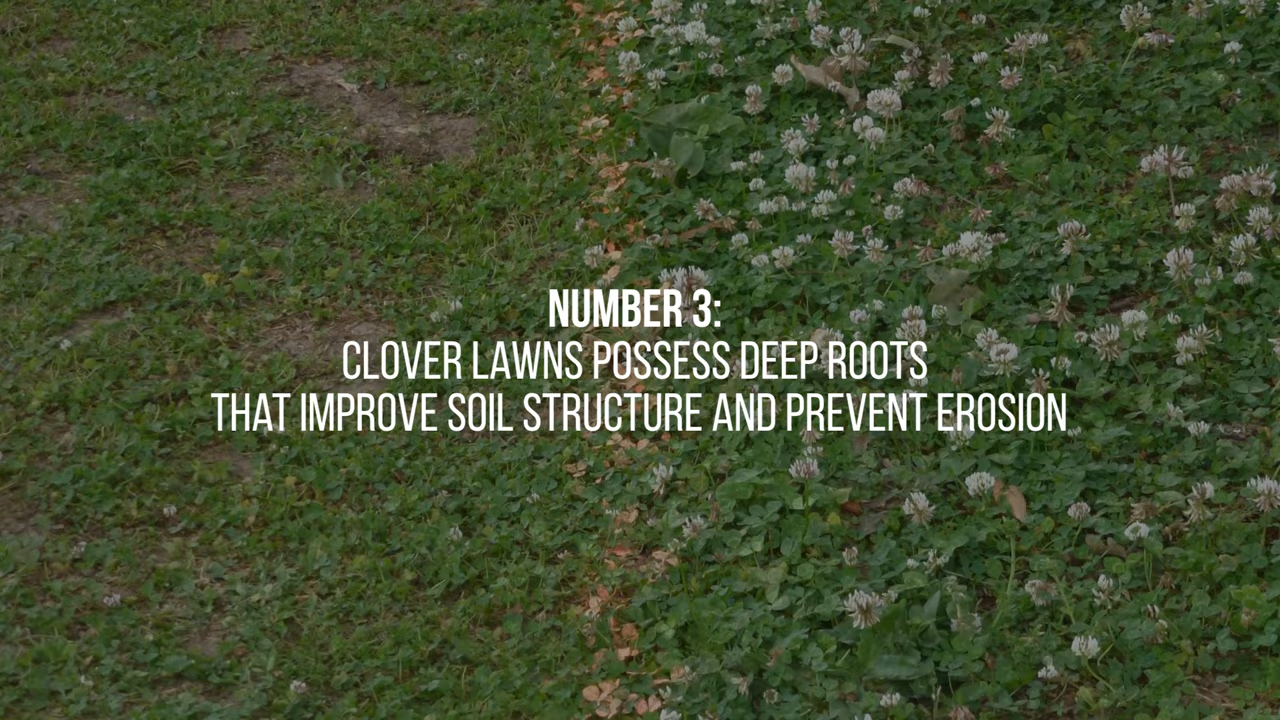 NUMBER 3:
CLOVER LAWNS POSSESS DEEP ROOTS
THAT IMPROVE SOIL STRUCTURE AND PREVENT EROSION